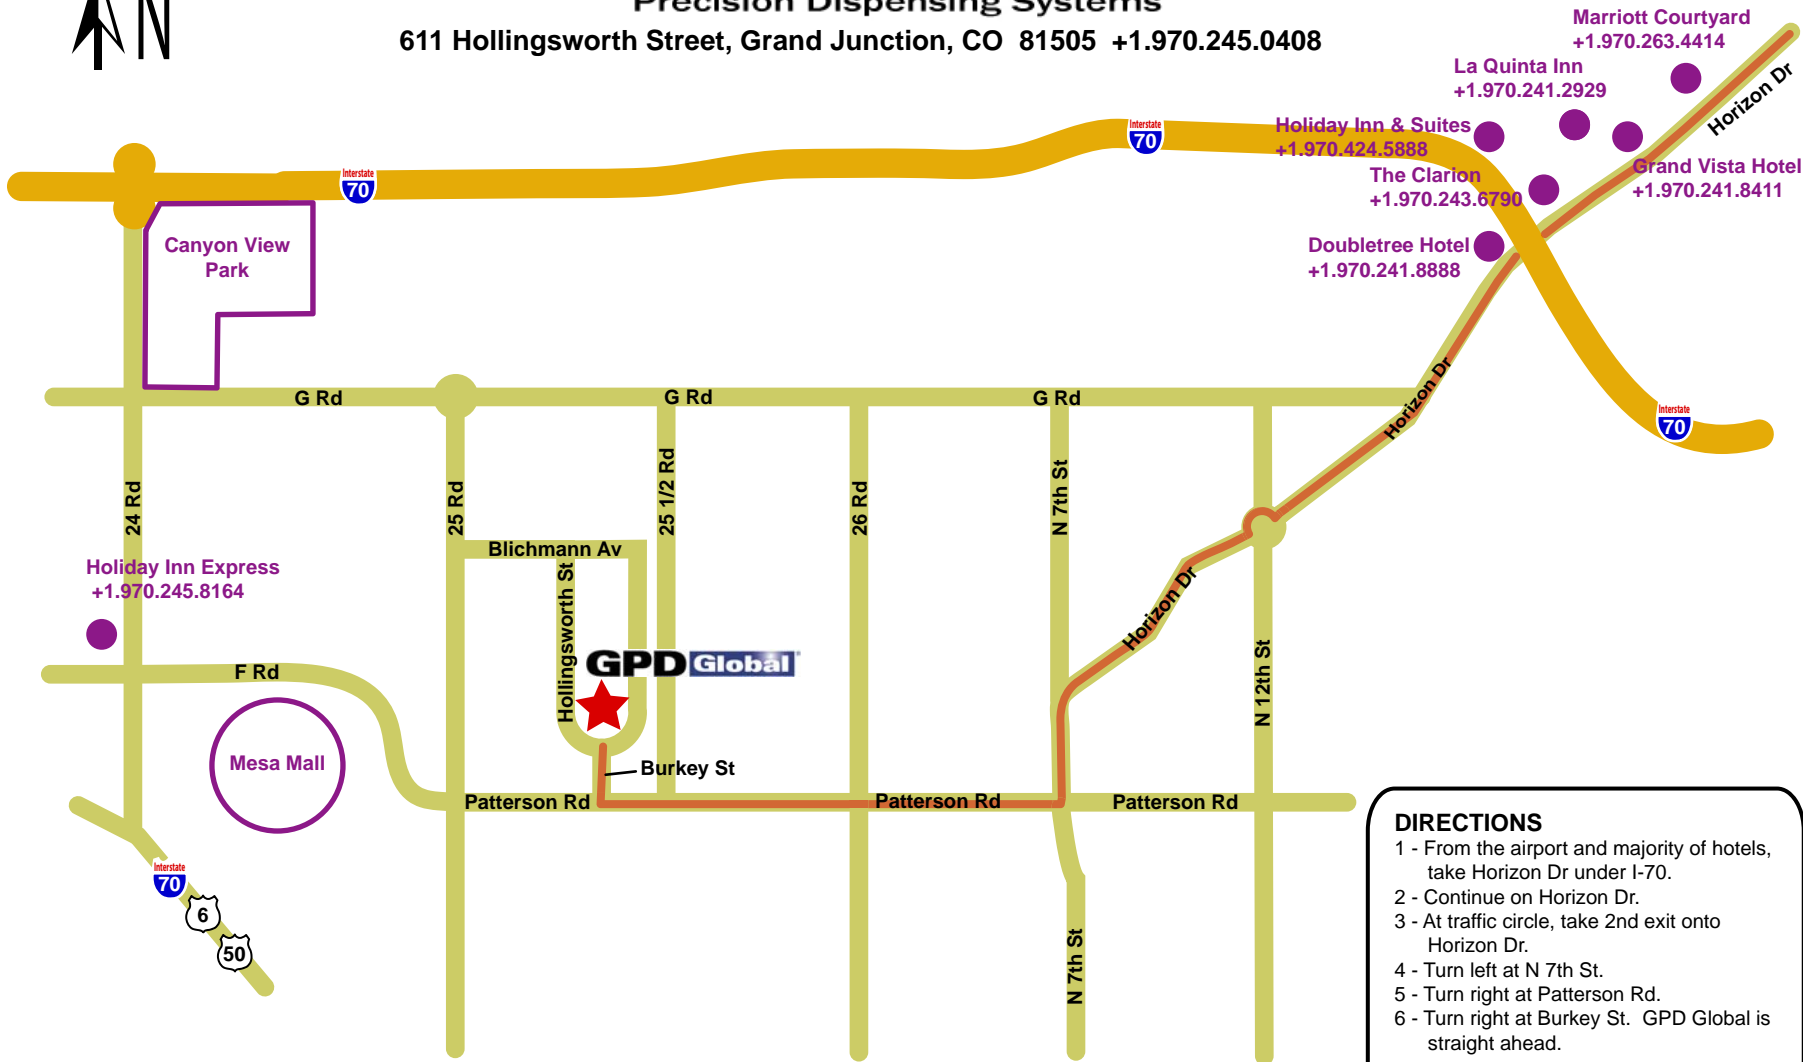 N
Precision Dispensing Systems
611 Hollingsworth Street, Grand Junction, CO 81505 +1.970.245.0408
Marriott Courtyard
+1.970.263.4414
La Quinta Inn
+1.970.241.2929
Horizon Dr
Holiday Inn & Suites
+1.970.424.5888
Interstate
70
Grand Vista Hotel
+1.970.241.8411
The Clarion
+1.970.243.6790
Interstate
70
Doubletree Hotel
+1.970.241.8888
Canyon View
Park
G Rd
G Rd
G Rd
Horizon Dr
Interstate
70
24 Rd
25 Rd
25 1/2 Rd
26 Rd
N 7th St
Blichmann Av
Hollingsworth St
Holiday Inn Express
+1.970.245.8164
Horizon Dr
N 12th St
GPD Global
F Rd
Mesa Mall
Burkey St
Patterson Rd
Patterson Rd
Patterson Rd
Interstate
70
6
50
N 7th St
DIRECTIONS
1 - From the airport and majority of hotels,
take Horizon Dr under I-70.
2 - Continue on Horizon Dr.
3 - At traffic circle, take 2nd exit onto
Horizon Dr.
4 - Turn left at N 7th St.
5 - Turn right at Patterson Rd.
6 - Turn right at Burkey St. GPD Global is
straight ahead.